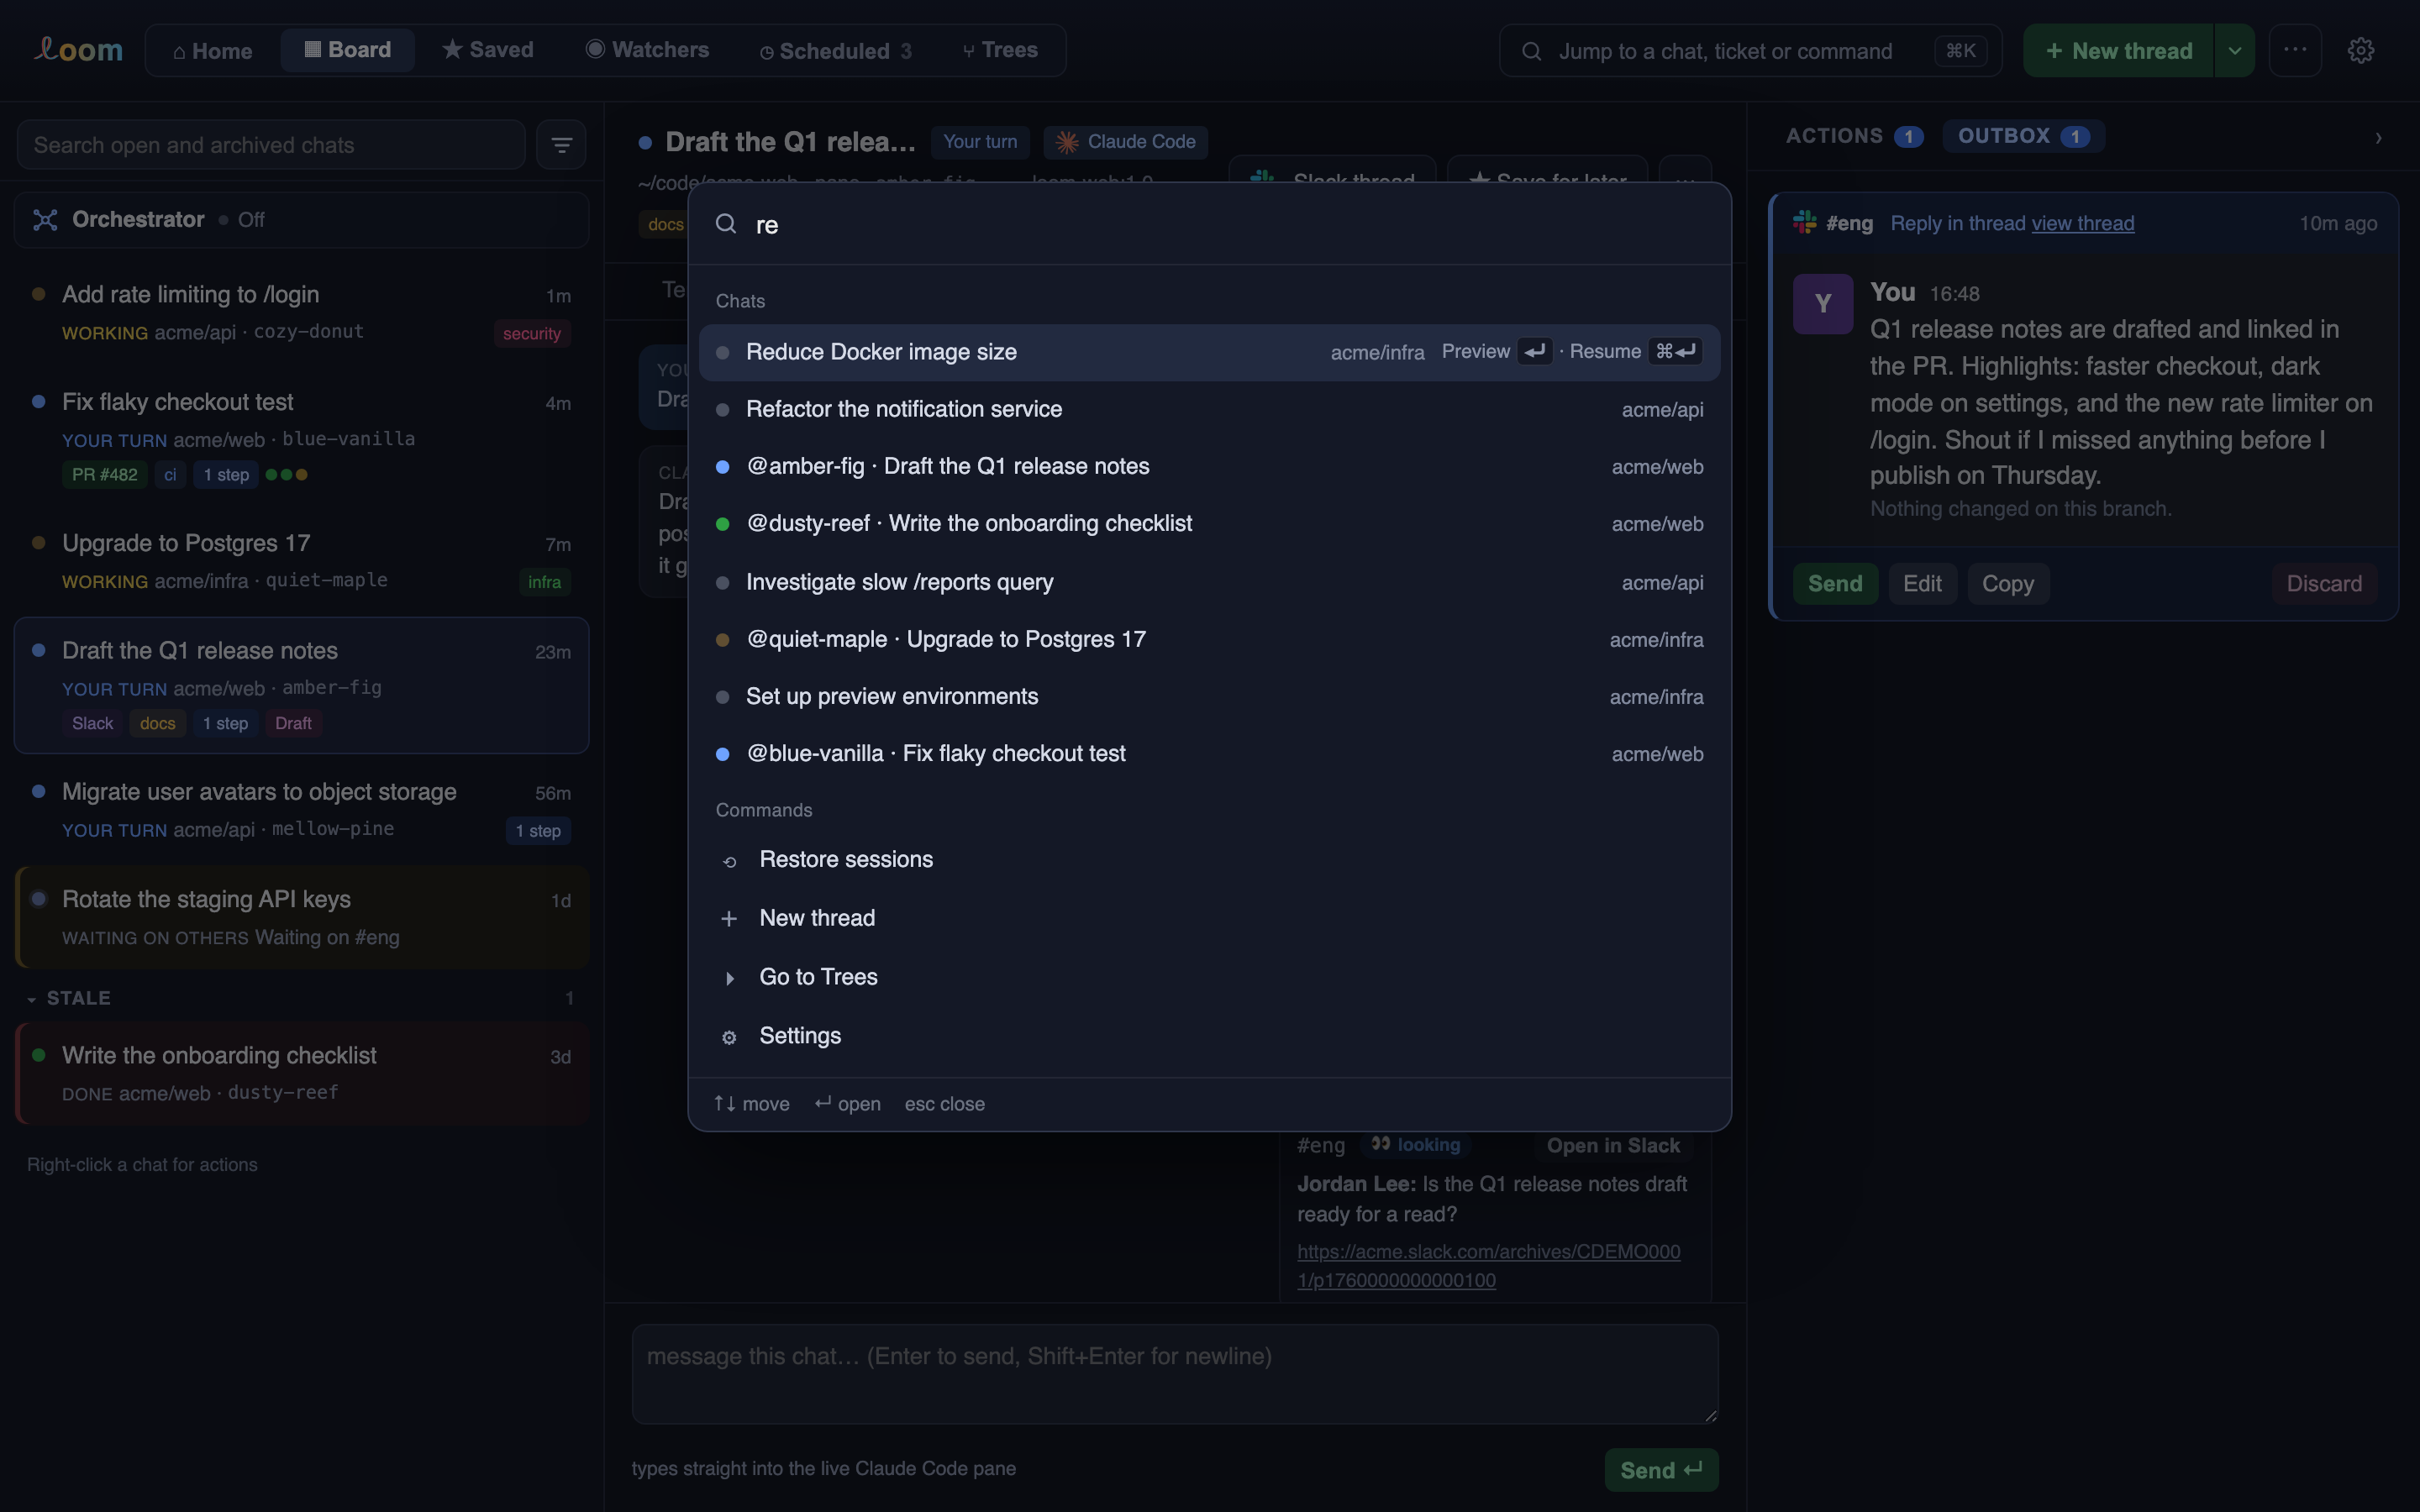 loom
Home
Board
Saved
Watchers
Scheduled 3
Trees
Jump to a chat, ticket or command ⌘K
+ New thread
Search open and archived chats
Orchestrator Off
Add rate limiting to /login 1m
WORKING acme/api · cozy-donut security
Fix flaky checkout test 4m
YOUR TURN acme/web · blue-vanilla
PR #482 ci 1 step
Upgrade to Postgres 17 7m
WORKING acme/infra · quiet-maple infra
Draft the Q1 release notes 23m
YOUR TURN acme/web · amber-fig
Slack docs 1 step Draft
Migrate user avatars to object storage 56m
YOUR TURN acme/api · mellow-pine 1 step
Rotate the staging API keys 1d
WAITING ON OTHERS Waiting on #eng
STALE 1
Write the onboarding checklist 3d
DONE acme/web · dusty-reef
Right-click a chat for actions
Draft the Q1 relea… Your turn Claude Code
Slack thread
Save for later
docs
re
Chats
Reduce Docker image size acme/infra Preview ↵ · Resume ⌘↵
Refactor the notification service acme/api
@amber-fig · Draft the Q1 release notes acme/web
@dusty-reef · Write the onboarding checklist acme/web
Investigate slow /reports query acme/api
@quiet-maple · Upgrade to Postgres 17 acme/infra
Set up preview environments acme/infra
@blue-vanilla · Fix flaky checkout test acme/web
Commands
Restore sessions
New thread
Go to Trees
Settings
↑↓ move ↵ open esc close
#eng looking Open in Slack
Jordan Lee: Is the Q1 release notes draft
ready for a read?
https://acme.slack.com/archives/CDEMO000
1/p1760000000000100
message this chat… (Enter to send, Shift+Enter for newline)
types straight into the live Claude Code pane
Send ↵
ACTIONS 1
OUTBOX 1
#eng Reply in thread view thread 10m ago
Y
You 16:48
Q1 release notes are drafted and linked in
the PR. Highlights: faster checkout, dark
mode on settings, and the new rate limiter on
/login. Shout if I missed anything before I
publish on Thursday.
Nothing changed on this branch.
Send
Edit
Copy
Discard